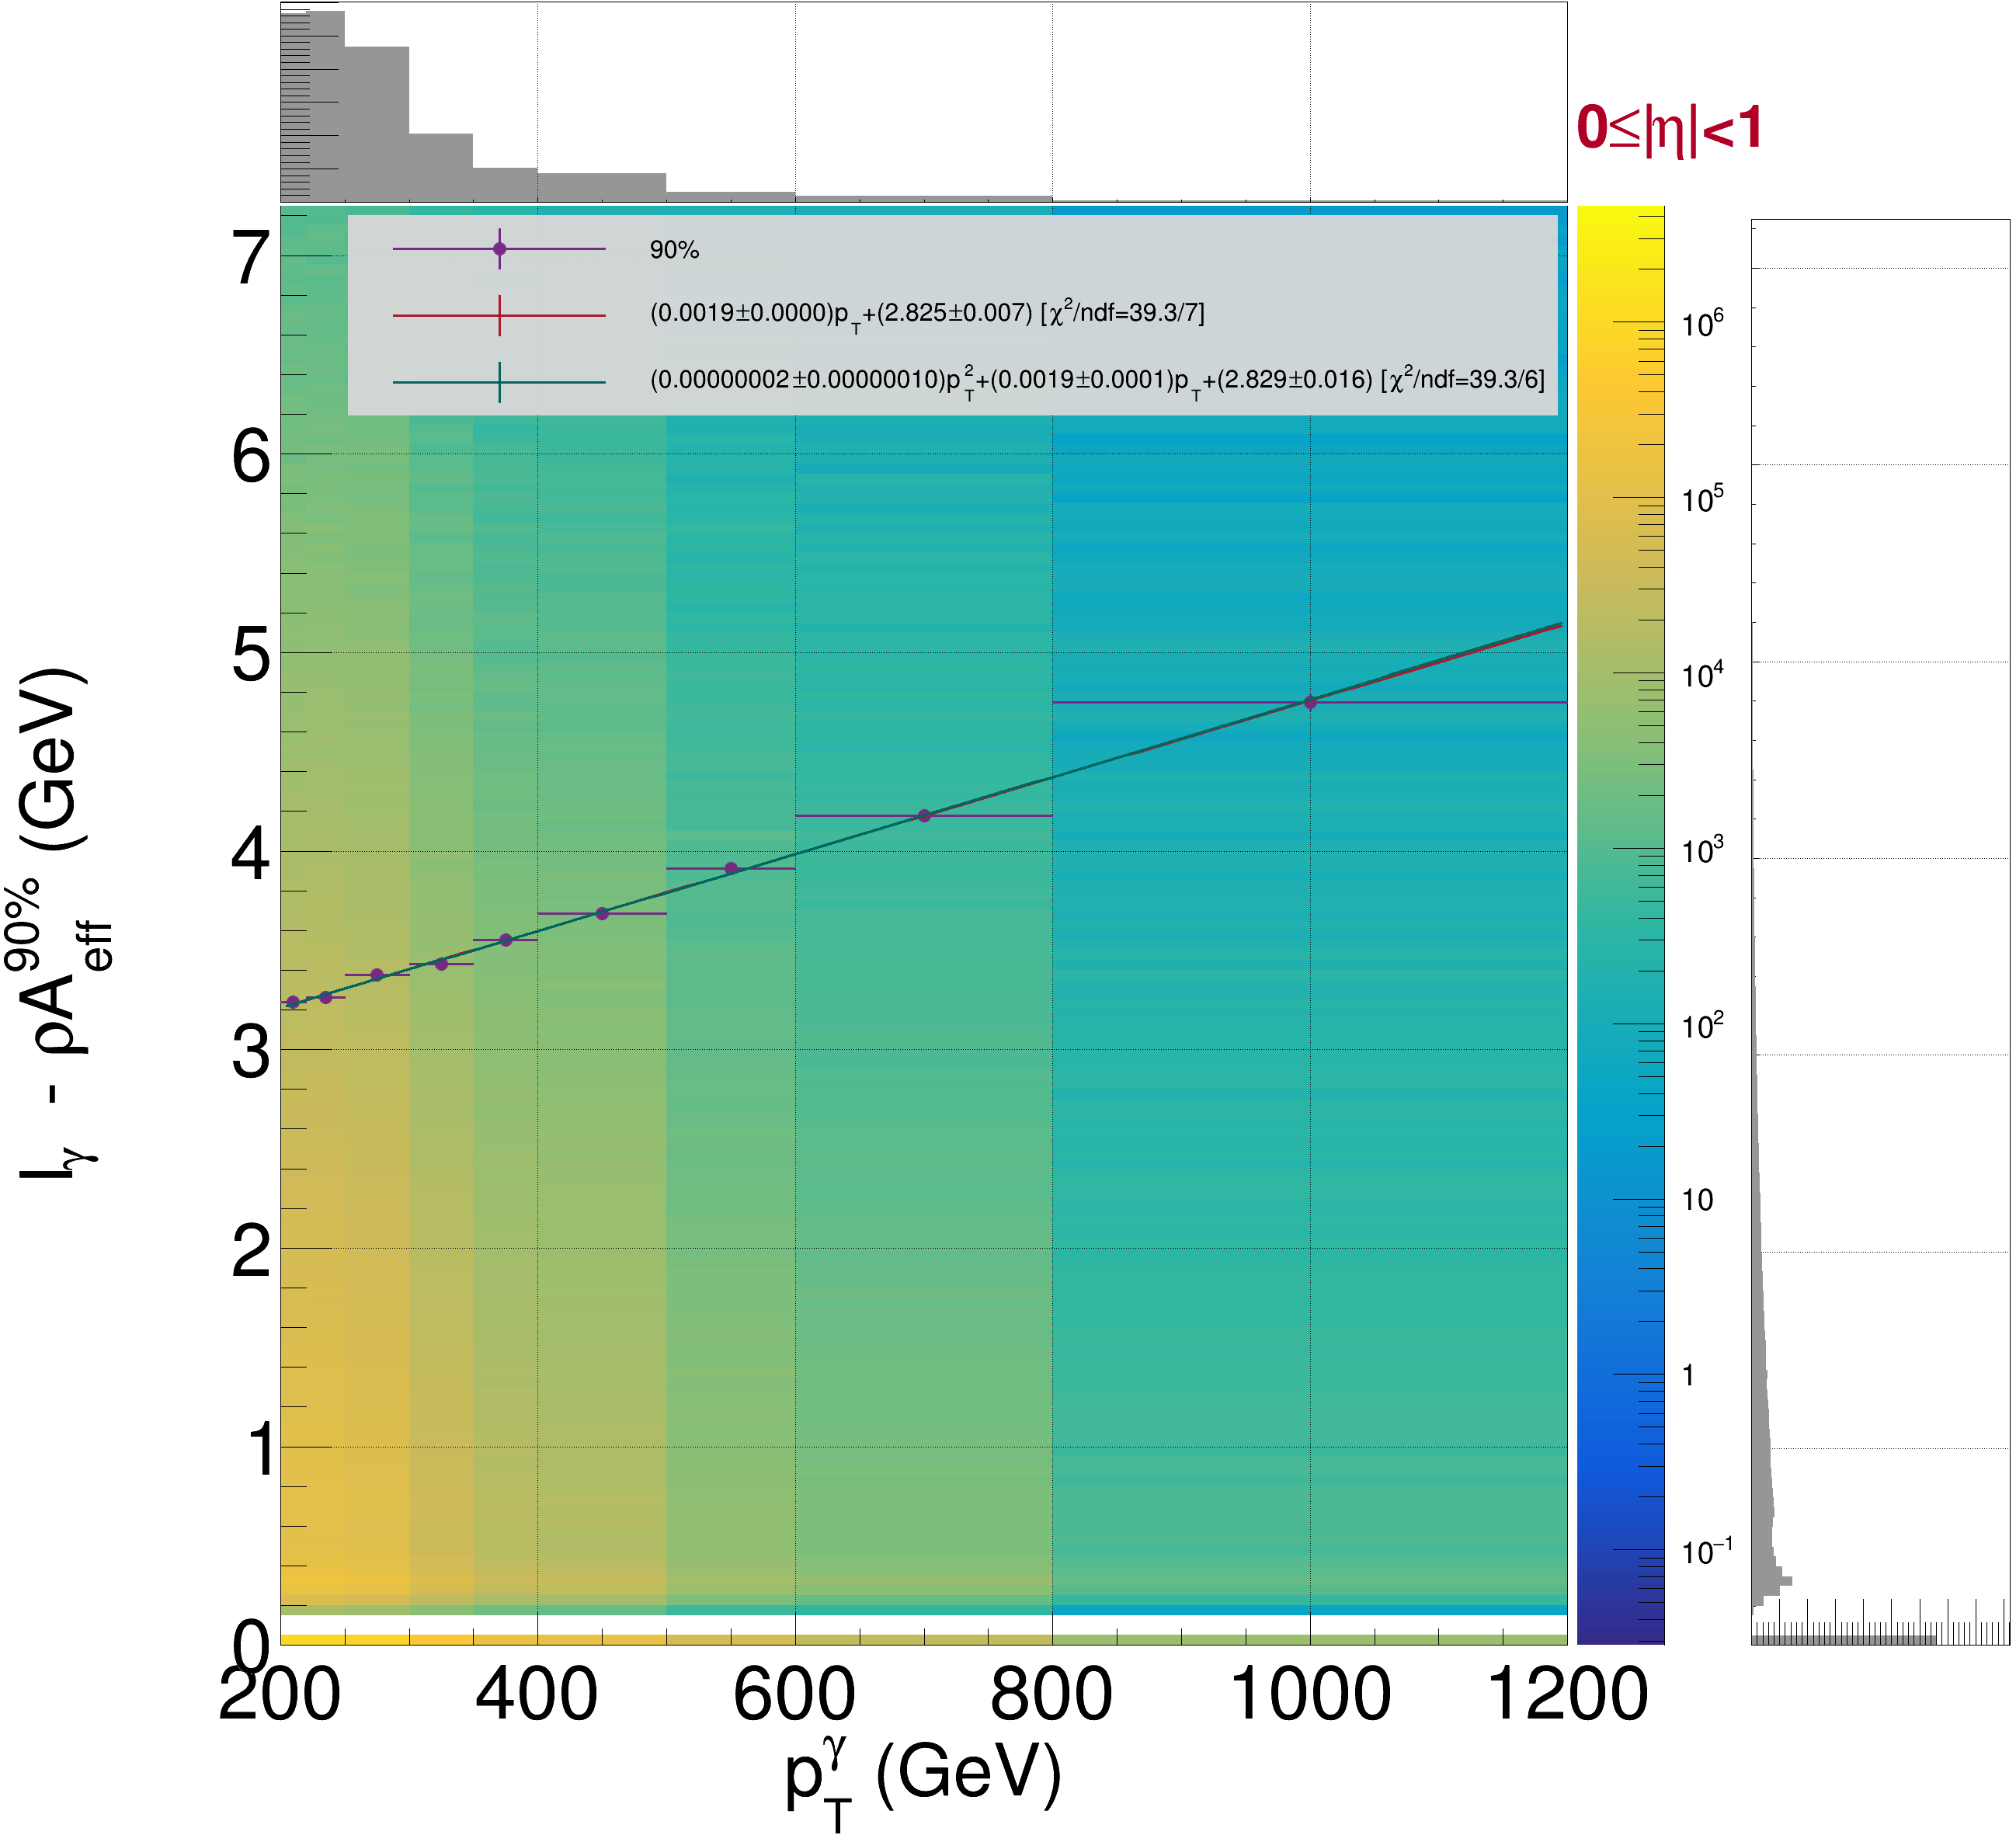 0≤|η|<1
90%
(0.0019±0.0000)p_T+(2.825±0.007) [χ²/ndf=39.3/7]
(0.00000002±0.00000010)p_T²+(0.0019±0.0001)p_T+(2.829±0.016) [χ²/ndf=39.3/6]
7
6
5
4
3
2
1
0
I_γ - ρA_eff^90% (GeV)
200 400 600 800 1000 1200
p_T^γ (GeV)
10⁶
10⁵
10⁴
10³
10²
10
1
10⁻¹